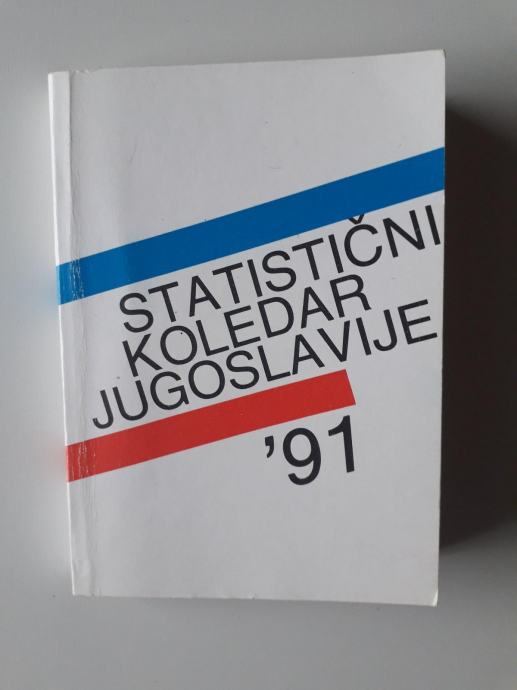 STATISTIČNI
KOLEDAR
JUGOSLAVIJE
'91